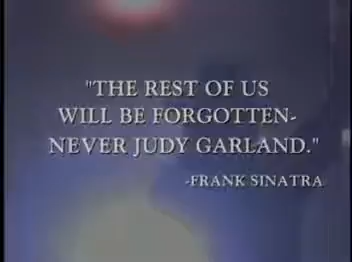 "THE REST OF US
WILL BE FORGOTTEN-
NEVER JUDY GARLAND."
-FRANK SINATRA